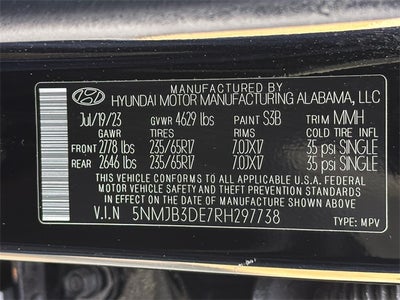 MANUFACTURED BY
HYUNDAI MOTOR MANUFACTURING ALABAMA, LLC
Jul/19/23 GVWR 4629 lbs PAINT S3B TRIM MMH
GAWR TIRES RIMS COLD TIRE INFL.
FRONT 2778 lbs 235/65R17 7.0JX17 35 psi SINGLE
REAR 2646 lbs 235/65R17 7.0JX17 35 psi SINGLE
THIS VEHICLE CONFORMS TO ALL APPLICABLE U.S.A. FEDERAL
MOTOR VEHICLE SAFETY, BUMPER, AND THEFT PREVENTION STANDARDS
IN EFFECT ON THE DATE OF MANUFACTURE SHOWN ABOVE.
V.I.N 5NMJB3DE7RH297738 TYPE: MPV